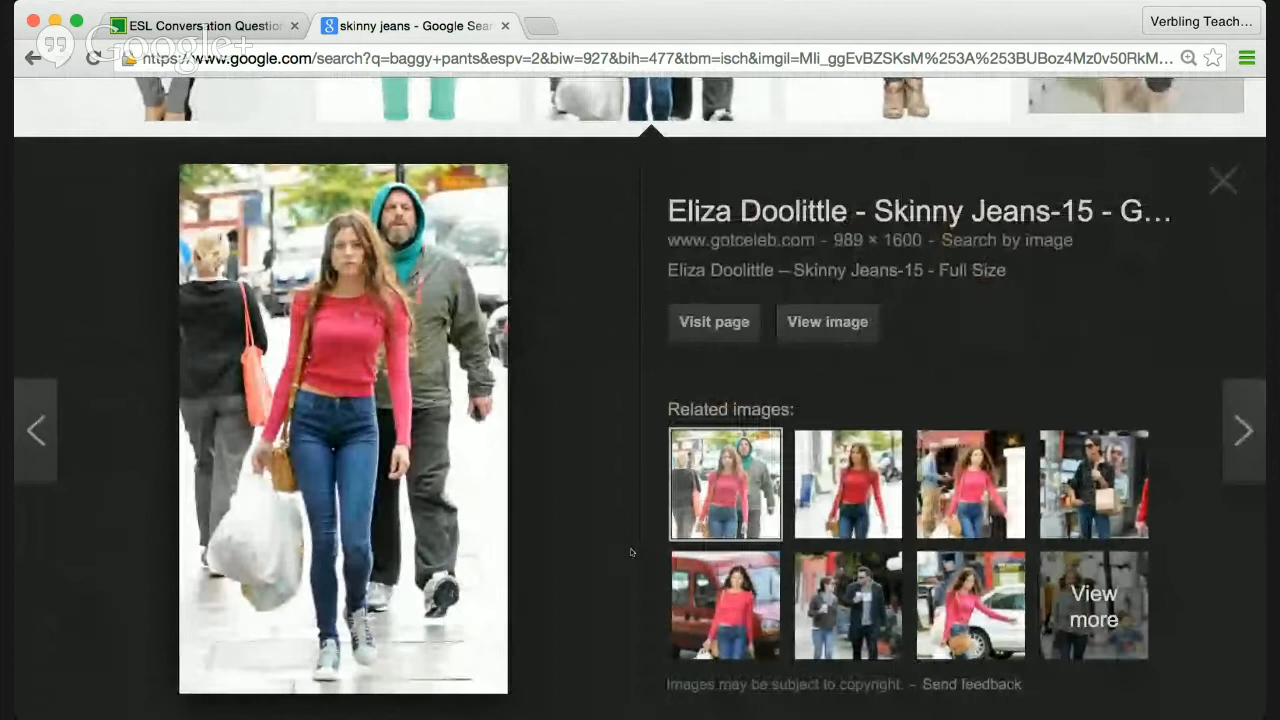 ESL Conversation Question
skinny jeans - Google Sear
Verbling Teach...
Google+
https://www.google.com/search?q=baggy+pants&espv=2&biw=927&bih=477&tbm=isch&imgil=Mli_ggEvBZSKsM%253A%253BUBoz4Mz0v50RkM...
Eliza Doolittle - Skinny Jeans-15 - G...
www.gotceleb.com - 989 × 1600 - Search by image
Eliza Doolittle – Skinny Jeans-15 - Full Size
Visit page
View image
Related images:
View
more
Images may be subject to copyright. - Send feedback